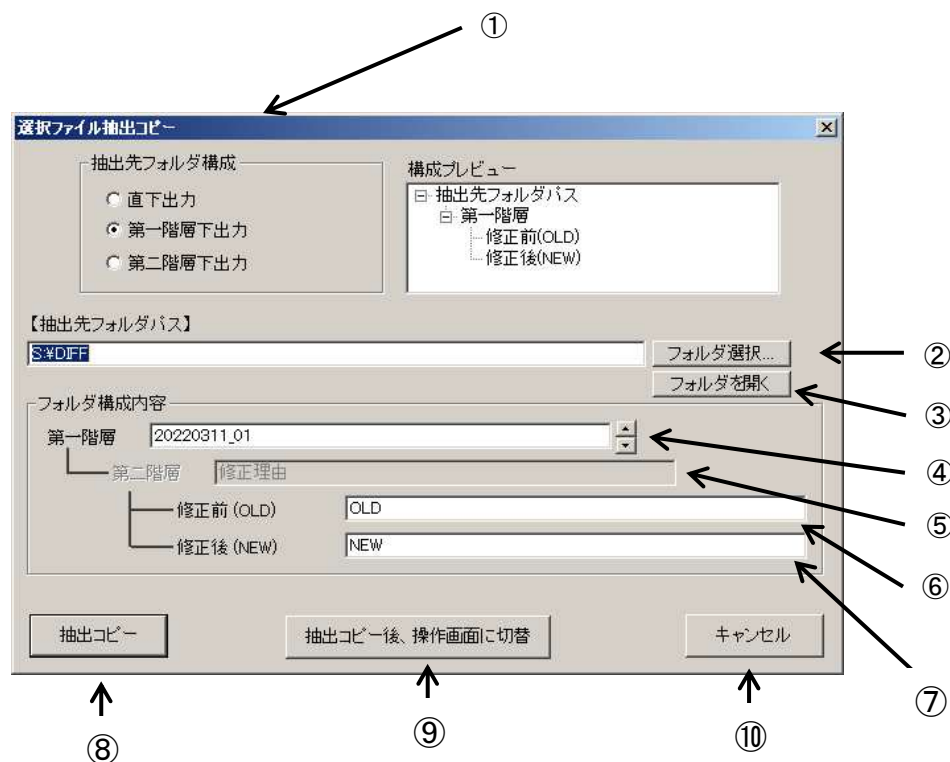 ①
選択ファイル抽出コピー
抽出先フォルダ構成
直下出力
第一階層下出力
第二階層下出力
構成プレビュー
抽出先フォルダパス
第一階層
修正前(OLD)
修正後(NEW)
【抽出先フォルダパス】
S:¥DIFF
フォルダ選択...
②
フォルダを開く
③
フォルダ構成内容
第一階層
20220311_01
④
第二階層
修正理由
⑤
修正前(OLD)
OLD
⑥
修正後(NEW)
NEW
⑦
抽出コピー
抽出コピー後、操作画面に切替
キャンセル
⑧
⑨
⑩